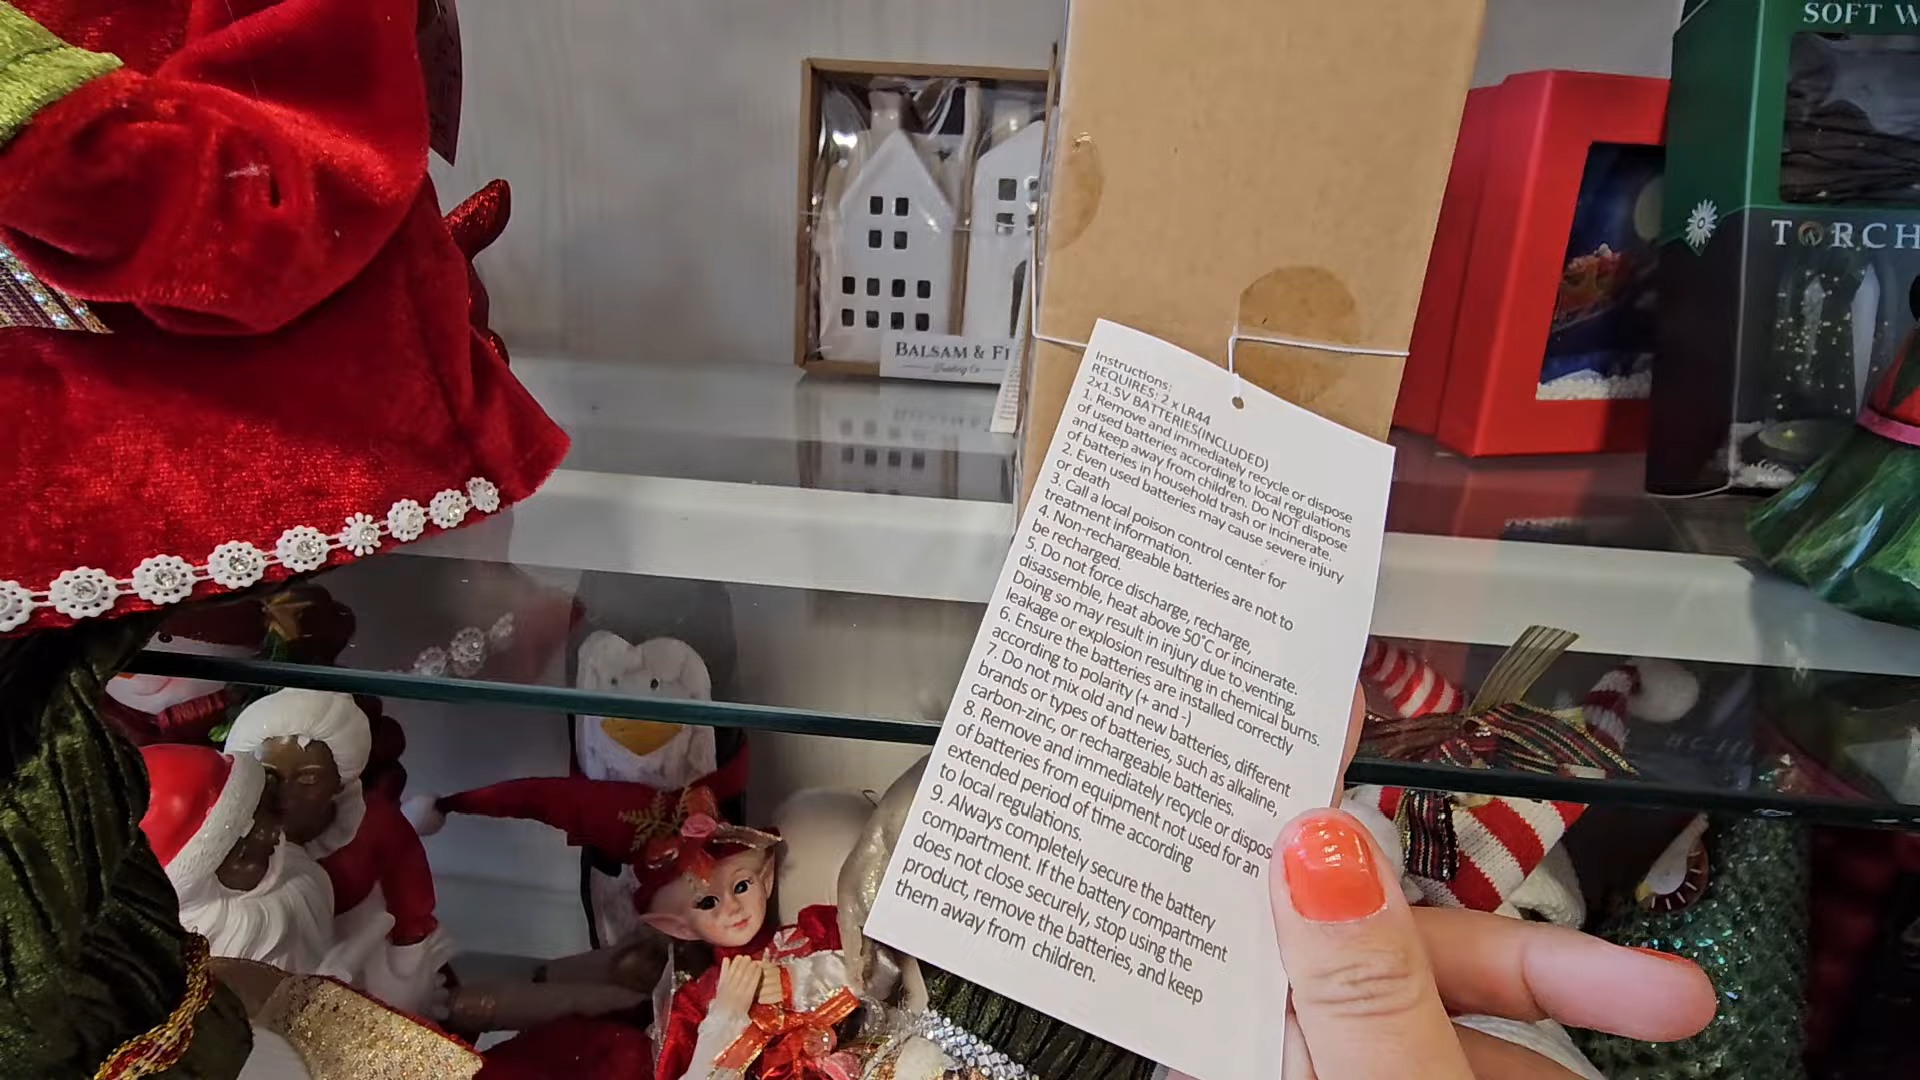 SOFT W
TORCH
BALSAM & FI
Trading Co
Instructions:
REQUIRES: 2 x LR44
2x1.5V BATTERIES(INCLUDED)
1. Remove and immediately recycle or dispose
of used batteries according to local regulations
and keep away from children. Do NOT dispose
of batteries in household trash or incinerate.
2. Even used batteries may cause severe injury
or death
3. Call a local poison control center for
treatment information.
4. Non-rechargeable batteries are not to
be recharged.
5. Do not force discharge, recharge,
disassemble, heat above 50°C or incinerate.
Doing so may result in injury due to venting,
leakage or explosion resulting in chemical burns.
6. Ensure the batteries are installed correctly
according to polarity (+ and -)
7. Do not mix old and new batteries, different
brands or types of batteries, such as alkaline,
carbon-zinc, or rechargeable batteries.
8. Remove and immediately recycle or dispos
of batteries from equipment not used for an
extended period of time according
to local regulations.
9. Always completely secure the battery
compartment. If the battery compartment
does not close securely, stop using the
product, remove the batteries, and keep
them away from children.